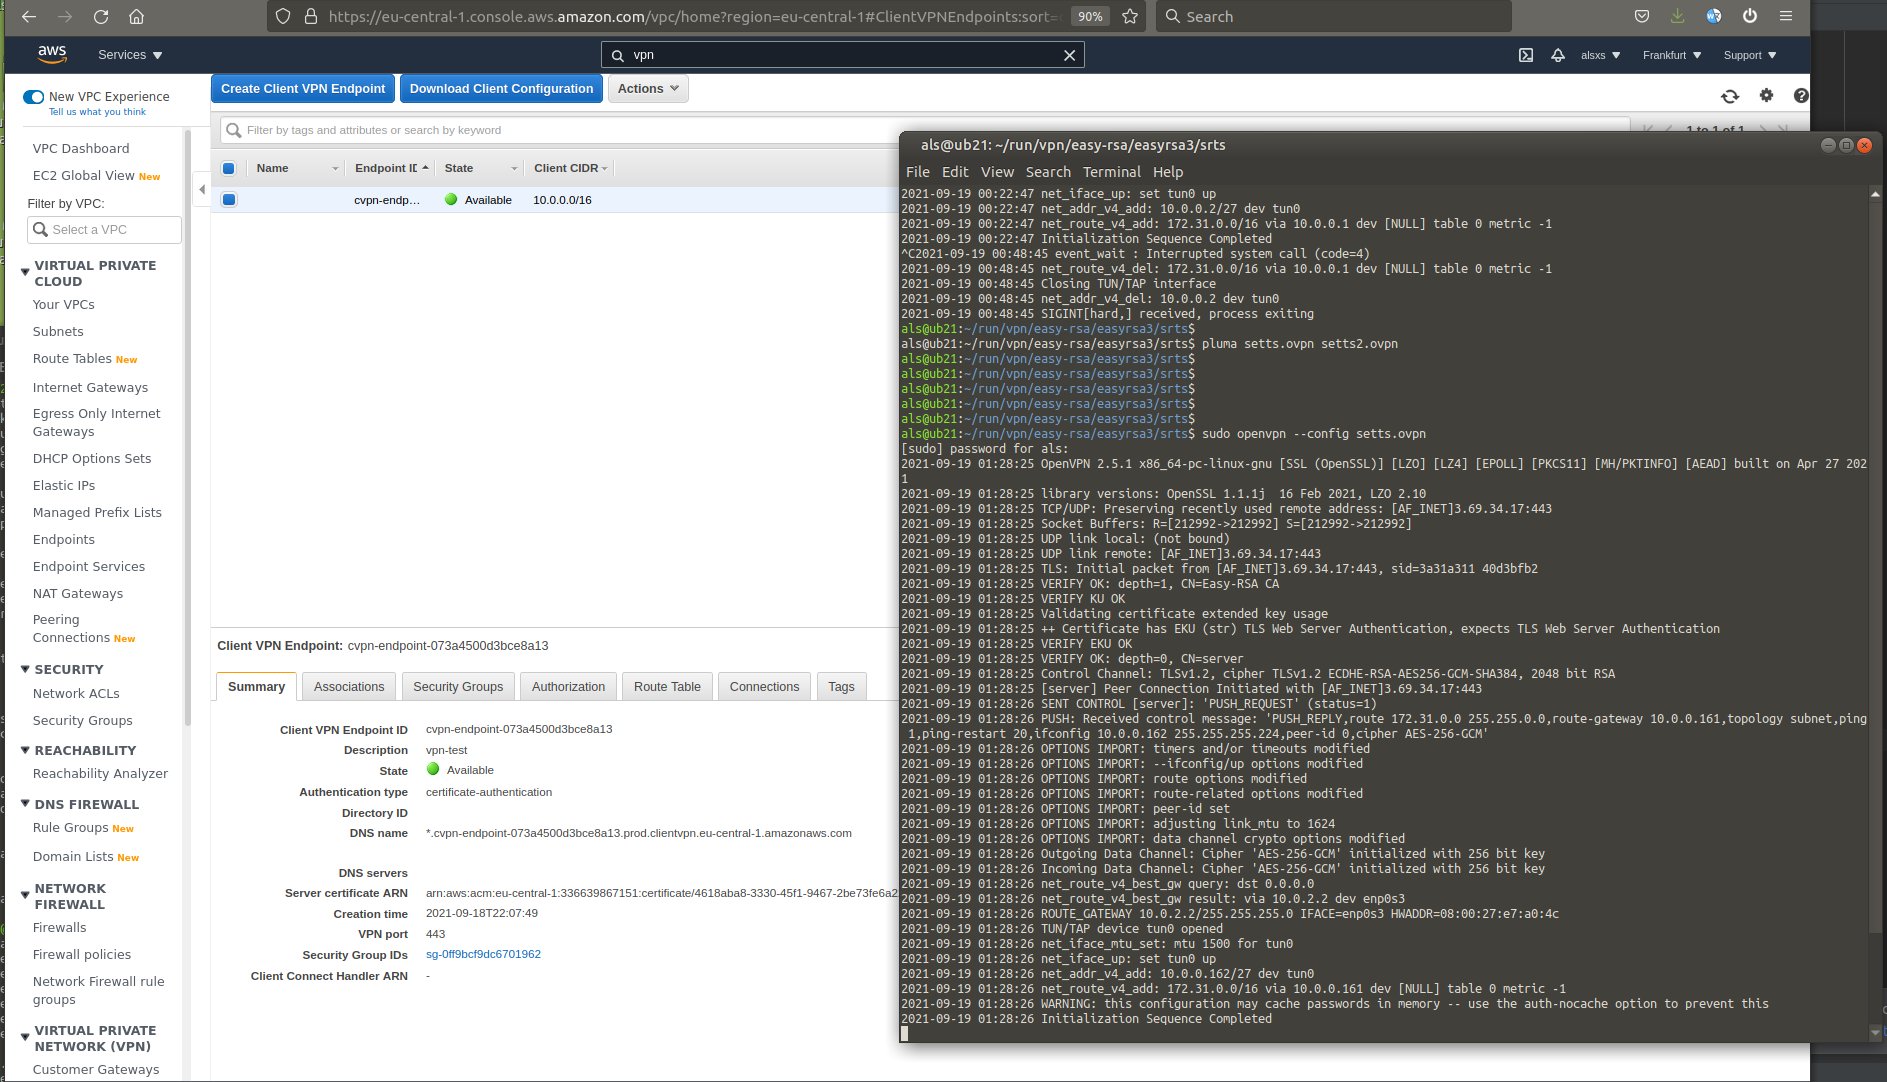 https://eu-central-1.console.aws.amazon.com/vpc/home?region=eu-central-1#ClientVPNEndpoints:sort=
90%
Search
aws
Services
vpn
alsxs
Frankfurt
Support
New VPC Experience
Tell us what you think
VPC Dashboard
EC2 Global View New
Filter by VPC:
Select a VPC
VIRTUAL PRIVATE
CLOUD
Your VPCs
Subnets
Route Tables New
Internet Gateways
Egress Only Internet
Gateways
DHCP Options Sets
Elastic IPs
Managed Prefix Lists
Endpoints
Endpoint Services
NAT Gateways
Peering
Connections New
SECURITY
Network ACLs
Security Groups
REACHABILITY
Reachability Analyzer
DNS FIREWALL
Rule Groups New
Domain Lists New
NETWORK
FIREWALL
Firewalls
Firewall policies
Network Firewall rule
groups
VIRTUAL PRIVATE
NETWORK (VPN)
Customer Gateways
Create Client VPN Endpoint
Download Client Configuration
Actions
Filter by tags and attributes or search by keyword
1 to 1 of 1
Name
Endpoint ID
State
Client CIDR
cvpn-endp...
Available
10.0.0.0/16
Client VPN Endpoint: cvpn-endpoint-073a4500d3bce8a13
Summary
Associations
Security Groups
Authorization
Route Table
Connections
Tags
Client VPN Endpoint ID cvpn-endpoint-073a4500d3bce8a13
Description vpn-test
State Available
Authentication type certificate-authentication
Directory ID
DNS name *.cvpn-endpoint-073a4500d3bce8a13.prod.clientvpn.eu-central-1.amazonaws.com
DNS servers
Server certificate ARN arn:aws:acm:eu-central-1:336639867151:certificate/4618aba8-3330-45f1-9467-2be73fe6a2
Creation time 2021-09-18T22:07:49
VPN port 443
Security Group IDs sg-0ff9bcf9dc6701962
Client Connect Handler ARN -
als@ub21: ~/run/vpn/easy-rsa/easyrsa3/srts
File Edit View Search Terminal Help
2021-09-19 00:22:47 net_iface_up: set tun0 up
2021-09-19 00:22:47 net_addr_v4_add: 10.0.0.2/27 dev tun0
2021-09-19 00:22:47 net_route_v4_add: 172.31.0.0/16 via 10.0.0.1 dev [NULL] table 0 metric -1
2021-09-19 00:22:47 Initialization Sequence Completed
^C2021-09-19 00:48:45 event_wait : Interrupted system call (code=4)
2021-09-19 00:48:45 net_route_v4_del: 172.31.0.0/16 via 10.0.0.1 dev [NULL] table 0 metric -1
2021-09-19 00:48:45 Closing TUN/TAP interface
2021-09-19 00:48:45 net_addr_v4_del: 10.0.0.2 dev tun0
2021-09-19 00:48:45 SIGINT[hard,] received, process exiting
als@ub21:~/run/vpn/easy-rsa/easyrsa3/srts$
als@ub21:~/run/vpn/easy-rsa/easyrsa3/srts$ pluma setts.ovpn setts2.ovpn
als@ub21:~/run/vpn/easy-rsa/easyrsa3/srts$
als@ub21:~/run/vpn/easy-rsa/easyrsa3/srts$
als@ub21:~/run/vpn/easy-rsa/easyrsa3/srts$
als@ub21:~/run/vpn/easy-rsa/easyrsa3/srts$
als@ub21:~/run/vpn/easy-rsa/easyrsa3/srts$
als@ub21:~/run/vpn/easy-rsa/easyrsa3/srts$ sudo openvpn --config setts.ovpn
[sudo] password for als:
2021-09-19 01:28:25 OpenVPN 2.5.1 x86_64-pc-linux-gnu [SSL (OpenSSL)] [LZO] [LZ4] [EPOLL] [PKCS11] [MH/PKTINFO] [AEAD] built on Apr 27 202
1
2021-09-19 01:28:25 library versions: OpenSSL 1.1.1j  16 Feb 2021, LZO 2.10
2021-09-19 01:28:25 TCP/UDP: Preserving recently used remote address: [AF_INET]3.69.34.17:443
2021-09-19 01:28:25 Socket Buffers: R=[212992->212992] S=[212992->212992]
2021-09-19 01:28:25 UDP link local: (not bound)
2021-09-19 01:28:25 UDP link remote: [AF_INET]3.69.34.17:443
2021-09-19 01:28:25 TLS: Initial packet from [AF_INET]3.69.34.17:443, sid=3a31a311 40d3bfb2
2021-09-19 01:28:25 VERIFY OK: depth=1, CN=Easy-RSA CA
2021-09-19 01:28:25 VERIFY KU OK
2021-09-19 01:28:25 Validating certificate extended key usage
2021-09-19 01:28:25 ++ Certificate has EKU (str) TLS Web Server Authentication, expects TLS Web Server Authentication
2021-09-19 01:28:25 VERIFY EKU OK
2021-09-19 01:28:25 VERIFY OK: depth=0, CN=server
2021-09-19 01:28:25 Control Channel: TLSv1.2, cipher TLSv1.2 ECDHE-RSA-AES256-GCM-SHA384, 2048 bit RSA
2021-09-19 01:28:25 [server] Peer Connection Initiated with [AF_INET]3.69.34.17:443
2021-09-19 01:28:26 SENT CONTROL [server]: 'PUSH_REQUEST' (status=1)
2021-09-19 01:28:26 PUSH: Received control message: 'PUSH_REPLY,route 172.31.0.0 255.255.0.0,route-gateway 10.0.0.161,topology subnet,ping
1,ping-restart 20,ifconfig 10.0.0.162 255.255.255.224,peer-id 0,cipher AES-256-GCM'
2021-09-19 01:28:26 OPTIONS IMPORT: timers and/or timeouts modified
2021-09-19 01:28:26 OPTIONS IMPORT: --ifconfig/up options modified
2021-09-19 01:28:26 OPTIONS IMPORT: route options modified
2021-09-19 01:28:26 OPTIONS IMPORT: route-related options modified
2021-09-19 01:28:26 OPTIONS IMPORT: peer-id set
2021-09-19 01:28:26 OPTIONS IMPORT: adjusting link_mtu to 1624
2021-09-19 01:28:26 OPTIONS IMPORT: data channel crypto options modified
2021-09-19 01:28:26 Outgoing Data Channel: Cipher 'AES-256-GCM' initialized with 256 bit key
2021-09-19 01:28:26 Incoming Data Channel: Cipher 'AES-256-GCM' initialized with 256 bit key
2021-09-19 01:28:26 net_route_v4_best_gw query: dst 0.0.0.0
2021-09-19 01:28:26 net_route_v4_best_gw result: via 10.0.2.2 dev enp0s3
2021-09-19 01:28:26 ROUTE_GATEWAY 10.0.2.2/255.255.255.0 IFACE=enp0s3 HWADDR=08:00:27:e7:a0:4c
2021-09-19 01:28:26 TUN/TAP device tun0 opened
2021-09-19 01:28:26 net_iface_mtu_set: mtu 1500 for tun0
2021-09-19 01:28:26 net_iface_up: set tun0 up
2021-09-19 01:28:26 net_addr_v4_add: 10.0.0.162/27 dev tun0
2021-09-19 01:28:26 net_route_v4_add: 172.31.0.0/16 via 10.0.0.161 dev [NULL] table 0 metric -1
2021-09-19 01:28:26 WARNING: this configuration may cache passwords in memory -- use the auth-nocache option to prevent this
2021-09-19 01:28:26 Initialization Sequence Completed